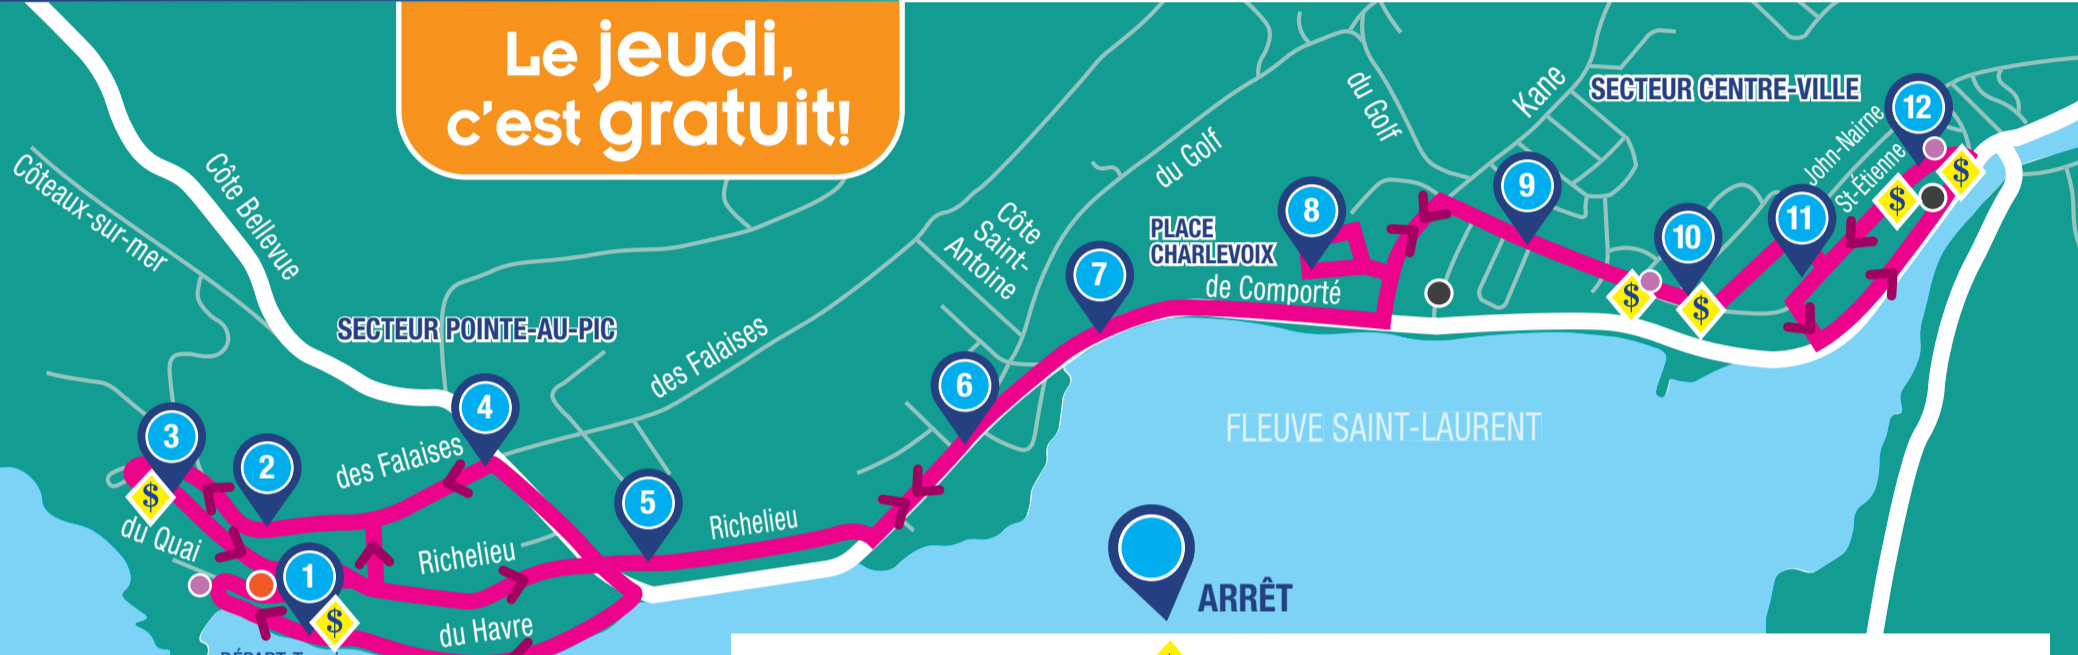 Le jeudi,
c'est gratuit!
SECTEUR CENTRE-VILLE
Kane
du Golf
du Golf
John-Nairne
St-Étienne
12
9
8
11
10
PLACE
CHARLEVOIX
de Comporté
7
Côte
Saint-
Antoine
Côte Bellevue
Côteaux-sur-mer
SECTEUR POINTE-AU-PIC
des Falaises
6
4
3
2
des Falaises
5
Richelieu
Richelieu
du Quai
1
du Havre
$
$
$
$
$
$
FLEUVE SAINT-LAURENT
ARRÊT